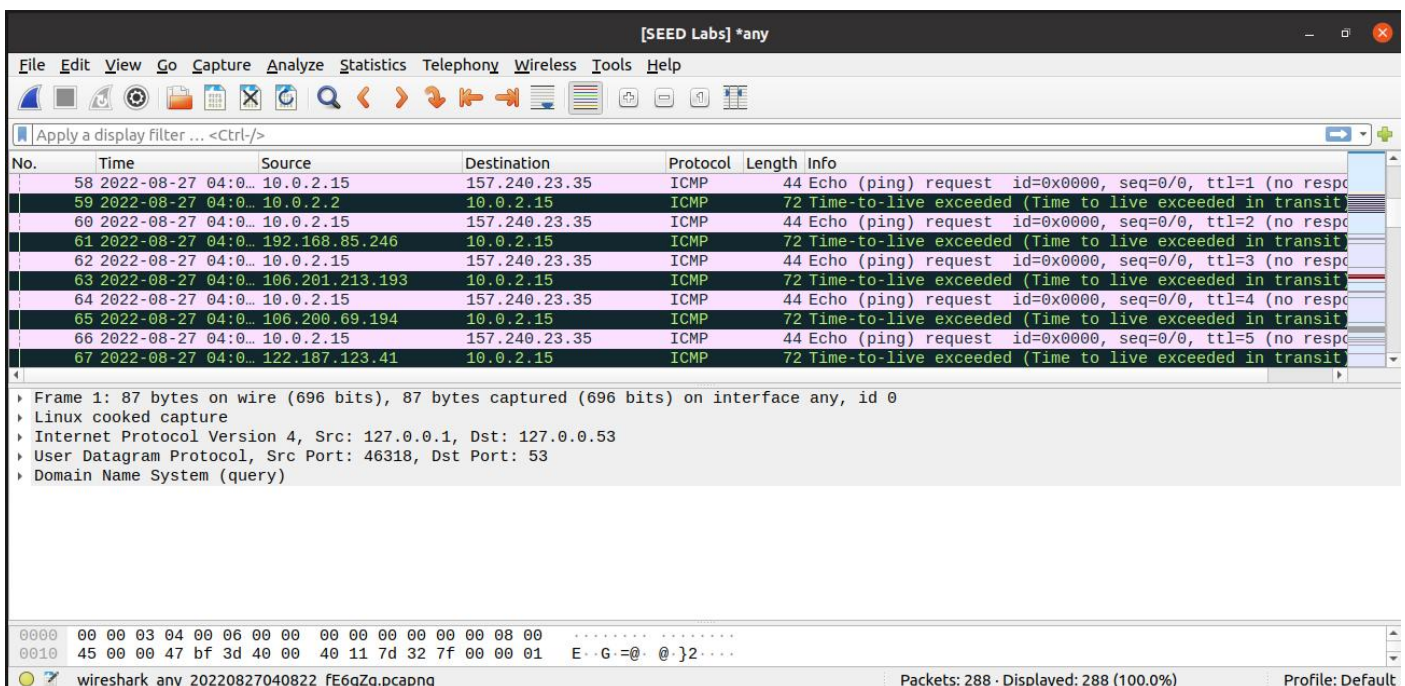 [SEED Labs] *any
File Edit View Go Capture Analyze Statistics Telephony Wireless Tools Help
Apply a display filter … <Ctrl-/>
No. Time Source Destination Protocol Length Info
58 2022-08-27 04:0… 10.0.2.15 157.240.23.35 ICMP 44 Echo (ping) request id=0x0000, seq=0/0, ttl=1 (no respo
59 2022-08-27 04:0… 10.0.2.2 10.0.2.15 ICMP 72 Time-to-live exceeded (Time to live exceeded in transit)
60 2022-08-27 04:0… 10.0.2.15 157.240.23.35 ICMP 44 Echo (ping) request id=0x0000, seq=0/0, ttl=2 (no respo
61 2022-08-27 04:0… 192.168.85.246 10.0.2.15 ICMP 72 Time-to-live exceeded (Time to live exceeded in transit)
62 2022-08-27 04:0… 10.0.2.15 157.240.23.35 ICMP 44 Echo (ping) request id=0x0000, seq=0/0, ttl=3 (no respo
63 2022-08-27 04:0… 106.201.213.193 10.0.2.15 ICMP 72 Time-to-live exceeded (Time to live exceeded in transit)
64 2022-08-27 04:0… 10.0.2.15 157.240.23.35 ICMP 44 Echo (ping) request id=0x0000, seq=0/0, ttl=4 (no respo
65 2022-08-27 04:0… 106.200.69.194 10.0.2.15 ICMP 72 Time-to-live exceeded (Time to live exceeded in transit)
66 2022-08-27 04:0… 10.0.2.15 157.240.23.35 ICMP 44 Echo (ping) request id=0x0000, seq=0/0, ttl=5 (no respo
67 2022-08-27 04:0… 122.187.123.41 10.0.2.15 ICMP 72 Time-to-live exceeded (Time to live exceeded in transit)
Frame 1: 87 bytes on wire (696 bits), 87 bytes captured (696 bits) on interface any, id 0
Linux cooked capture
Internet Protocol Version 4, Src: 127.0.0.1, Dst: 127.0.0.53
User Datagram Protocol, Src Port: 46318, Dst Port: 53
Domain Name System (query)
0000 00 00 03 04 00 06 00 00 00 00 00 00 00 00 08 00 ········ ········
0010 45 00 00 47 bf 3d 40 00 40 11 7d 32 7f 00 00 01 E··G·=@· @·}2····
wireshark_any_20220827040822_fE6qZq.pcapng Packets: 288 · Displayed: 288 (100.0%) Profile: Default